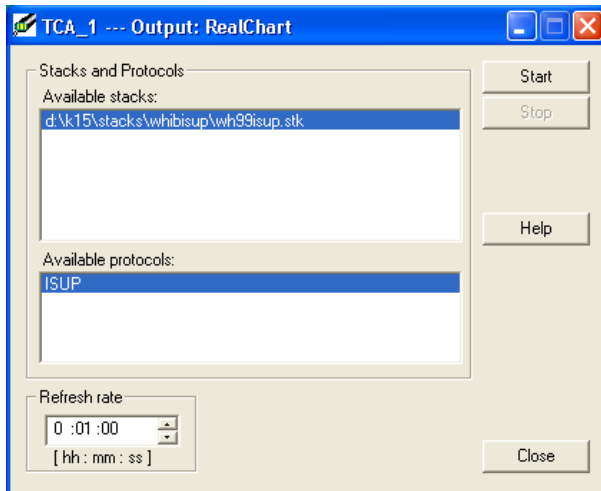 TCA_1 --- Output: RealChart
Stacks and Protocols
Available stacks:
d:\k15\stacks\whibisup\wh99isup.stk
Available protocols:
ISUP
Refresh rate
0 :01 :00
[ hh : mm : ss ]
Start
Stop
Help
Close